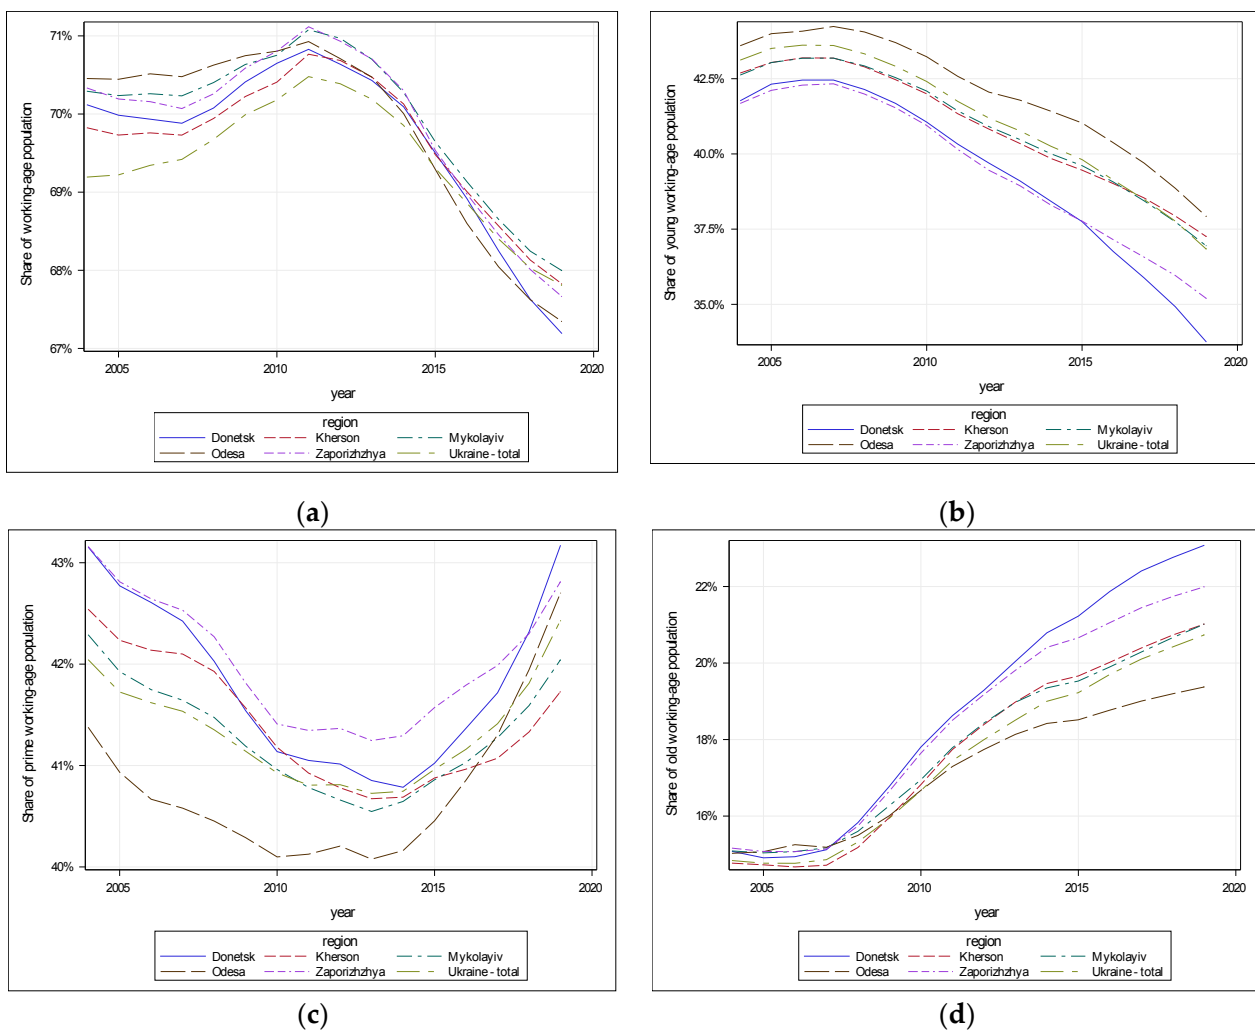 71%
70%
69%
68%
67%
Share of working-age population
2005 2010 2015 2020
year
region
Donetsk Kherson Mykolayiv
Odesa Zaporizhzhya Ukraine - total
(a)
42.5%
40.0%
37.5%
35.0%
Share of young working-age population
2005 2010 2015 2020
year
region
Donetsk Kherson Mykolayiv
Odesa Zaporizhzhya Ukraine - total
(b)
43%
42%
41%
40%
Share of prime working-age population
2005 2010 2015 2020
year
region
Donetsk Kherson Mykolayiv
Odesa Zaporizhzhya Ukraine - total
(c)
22%
20%
18%
16%
Share of old working-age population
2005 2010 2015 2020
year
region
Donetsk Kherson Mykolayiv
Odesa Zaporizhzhya Ukraine - total
(d)